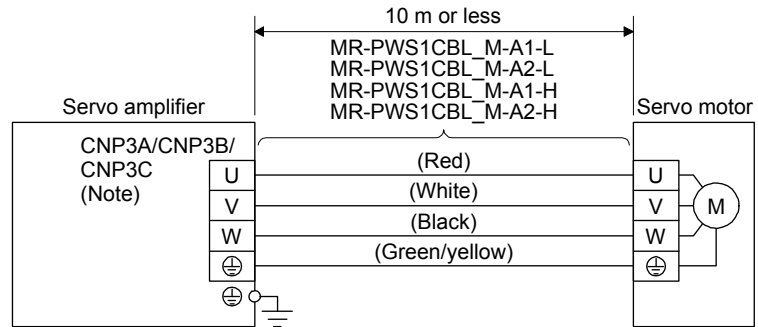 10 m or less
MR-PWS1CBL_M-A1-L
MR-PWS1CBL_M-A2-L
MR-PWS1CBL_M-A1-H
MR-PWS1CBL_M-A2-H
Servo amplifier
Servo motor
CNP3A/CNP3B/
CNP3C
(Note)
U
(Red)
U
V
(White)
V
M
W
(Black)
W
(Green/yellow)